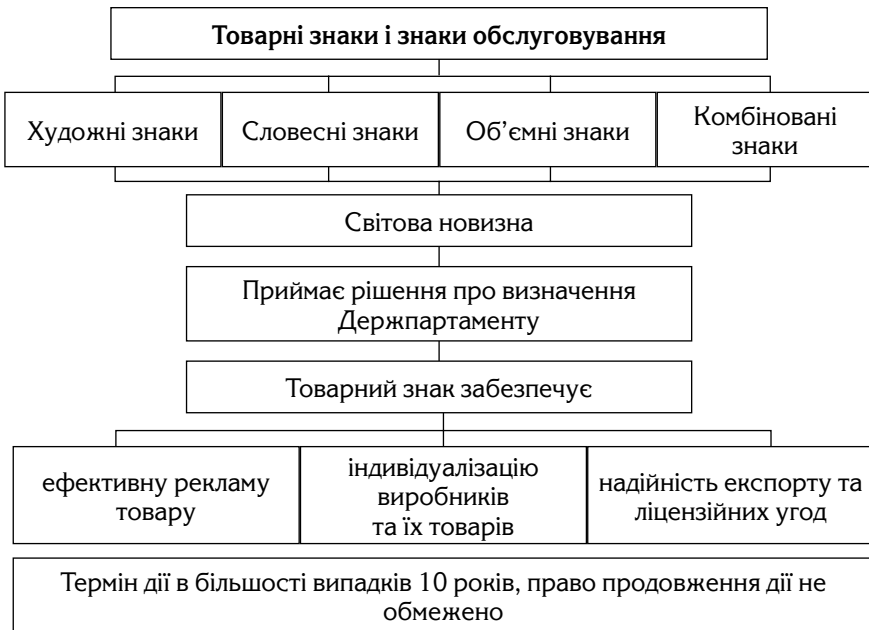 Товарні знаки і знаки обслуговування
Художні знаки
Словесні знаки
Об’ємні знаки
Комбіновані
знаки
Світова новизна
Приймає рішення про визначення
Держпартаменту
Товарний знак забезпечує
ефективну рекламу
товару
індивідуалізацію
виробників
та їх товарів
надійність експорту та
ліцензійних угод
Термін дії в більшості випадків 10 років, право продовження дії не
обмежено